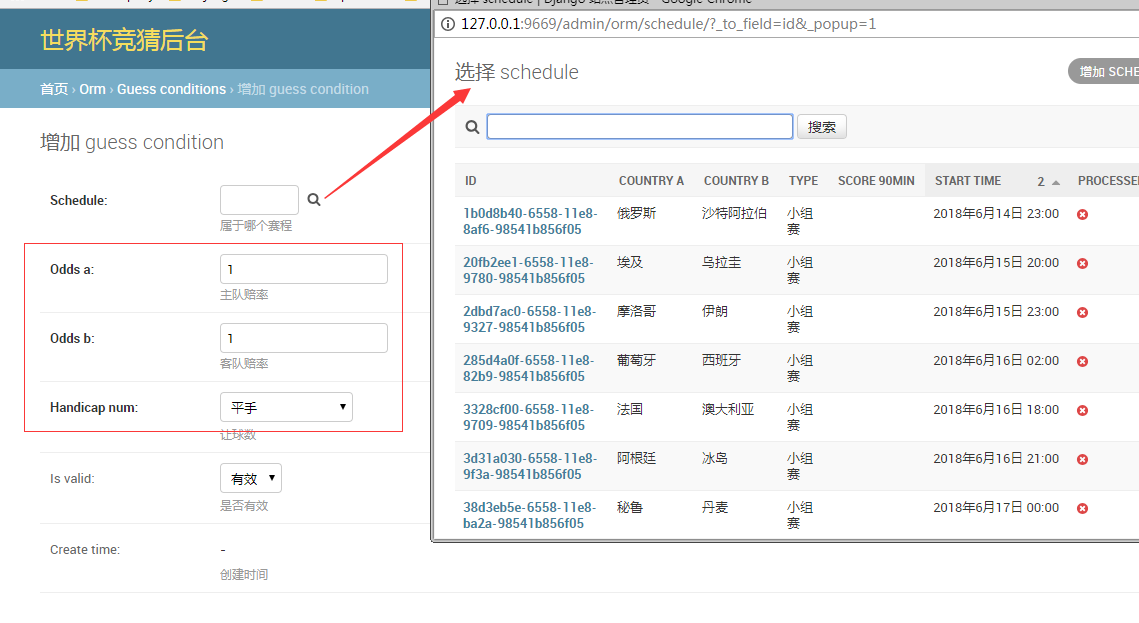 选择 schedule | Django 站点管理员 - Google Chrome
世界杯竞猜后台
127.0.0.1:9669/admin/orm/schedule/?_to_field=id&_popup=1
首页 › Orm › Guess conditions › 增加 guess condition
选择 schedule
增加 SCHE
搜索
增加 guess condition
ID COUNTRY A COUNTRY B TYPE SCORE 90MIN START TIME 2 PROCESSE
Schedule:
属于哪个赛程
Odds a: 1
主队赔率
Odds b: 1
客队赔率
Handicap num: 平手
让球数
Is valid: 有效
是否有效
Create time: -
创建时间
1b0d8b40-6558-11e8- 俄罗斯 沙特阿拉伯 小组 2018年6月14日 23:00
8af6-98541b856f05 赛
20fb2ee1-6558-11e8- 埃及 乌拉圭 小组 2018年6月15日 20:00
9780-98541b856f05 赛
2dbd7ac0-6558-11e8- 摩洛哥 伊朗 小组 2018年6月15日 23:00
9327-98541b856f05 赛
285d4a0f-6558-11e8- 葡萄牙 西班牙 小组 2018年6月16日 02:00
82b9-98541b856f05 赛
3328cf00-6558-11e8- 法国 澳大利亚 小组 2018年6月16日 18:00
9709-98541b856f05 赛
3d31a030-6558-11e8- 阿根廷 冰岛 小组 2018年6月16日 21:00
9f3a-98541b856f05 赛
38d3eb5e-6558-11e8- 秘鲁 丹麦 小组 2018年6月17日 00:00
ba2a-98541b856f05 赛